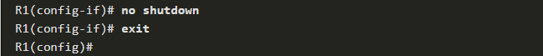 R1(config-if)# no shutdown
R1(config-if)# exit
R1(config)#